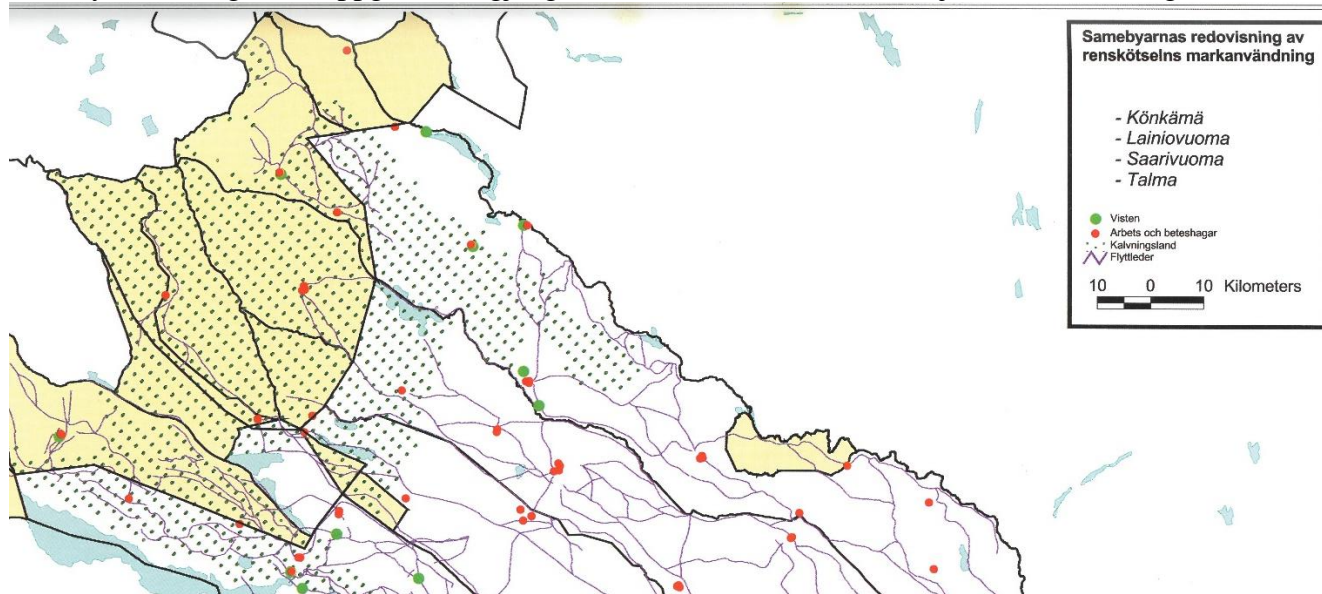 Samebyarnas redovisning av
renskötselns markanvändning
- Könkämä
- Lainiovuoma
- Saarivuoma
- Talma
Visten
Arbets och beteshagar
Kalvningsland
Flyttleder
10 0 10 Kilometers